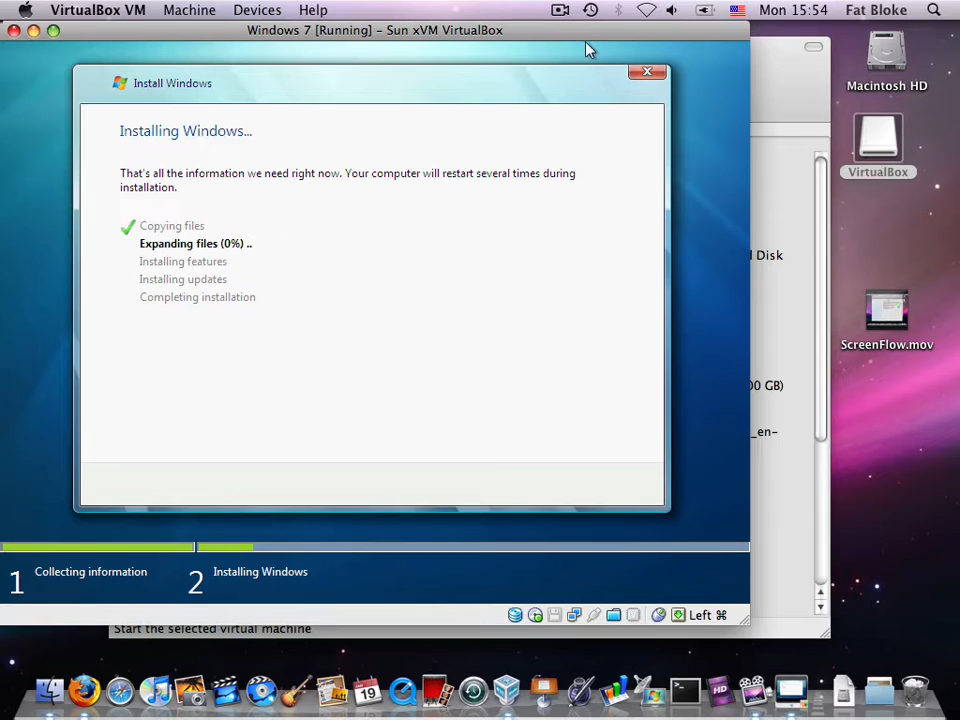 VirtualBox VM Machine Devices Help Mon 15:54 Fat Bloke
Windows 7 [Running] – Sun xVM VirtualBox
Install Windows
Macintosh HD
Installing Windows...
That's all the information we need right now. Your computer will restart several times during
installation.
VirtualBox
Copying files
Expanding files (0%) ..
d Disk
Installing features
Installing updates
Completing installation
ScreenFlow.mov
00 GB)
_en-
1 Collecting information
2 Installing Windows
Left ⌘
Start the selected virtual machine
19
HD